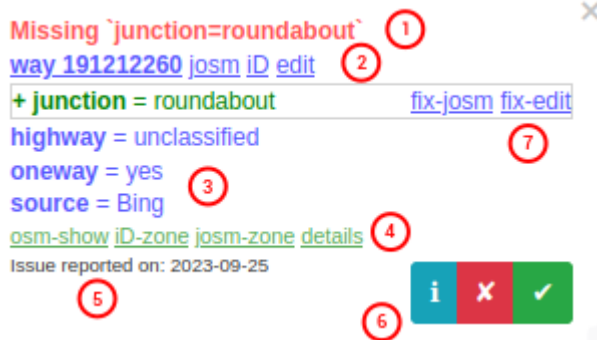 Missing `junction=roundabout` 1
way 191212260 josm iD edit 2
+ junction = roundabout fix-josm fix-edit
highway = unclassified 7
oneway = yes
3
source = Bing
osm-show iD-zone josm-zone details 4
Issue reported on: 2023-09-25
5
6 i ✘ ✔